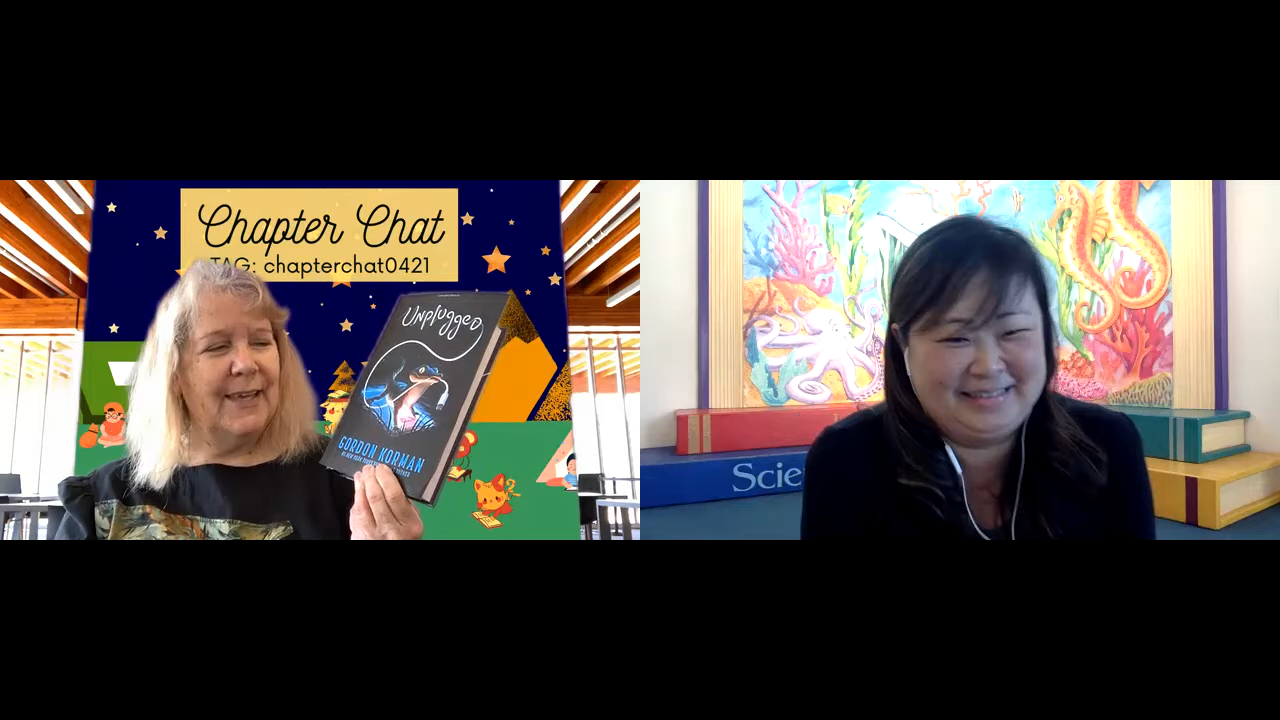 Chapter Chat
TAG: chapterchat0421
Unplugged
GORDON KORMAN
Scie